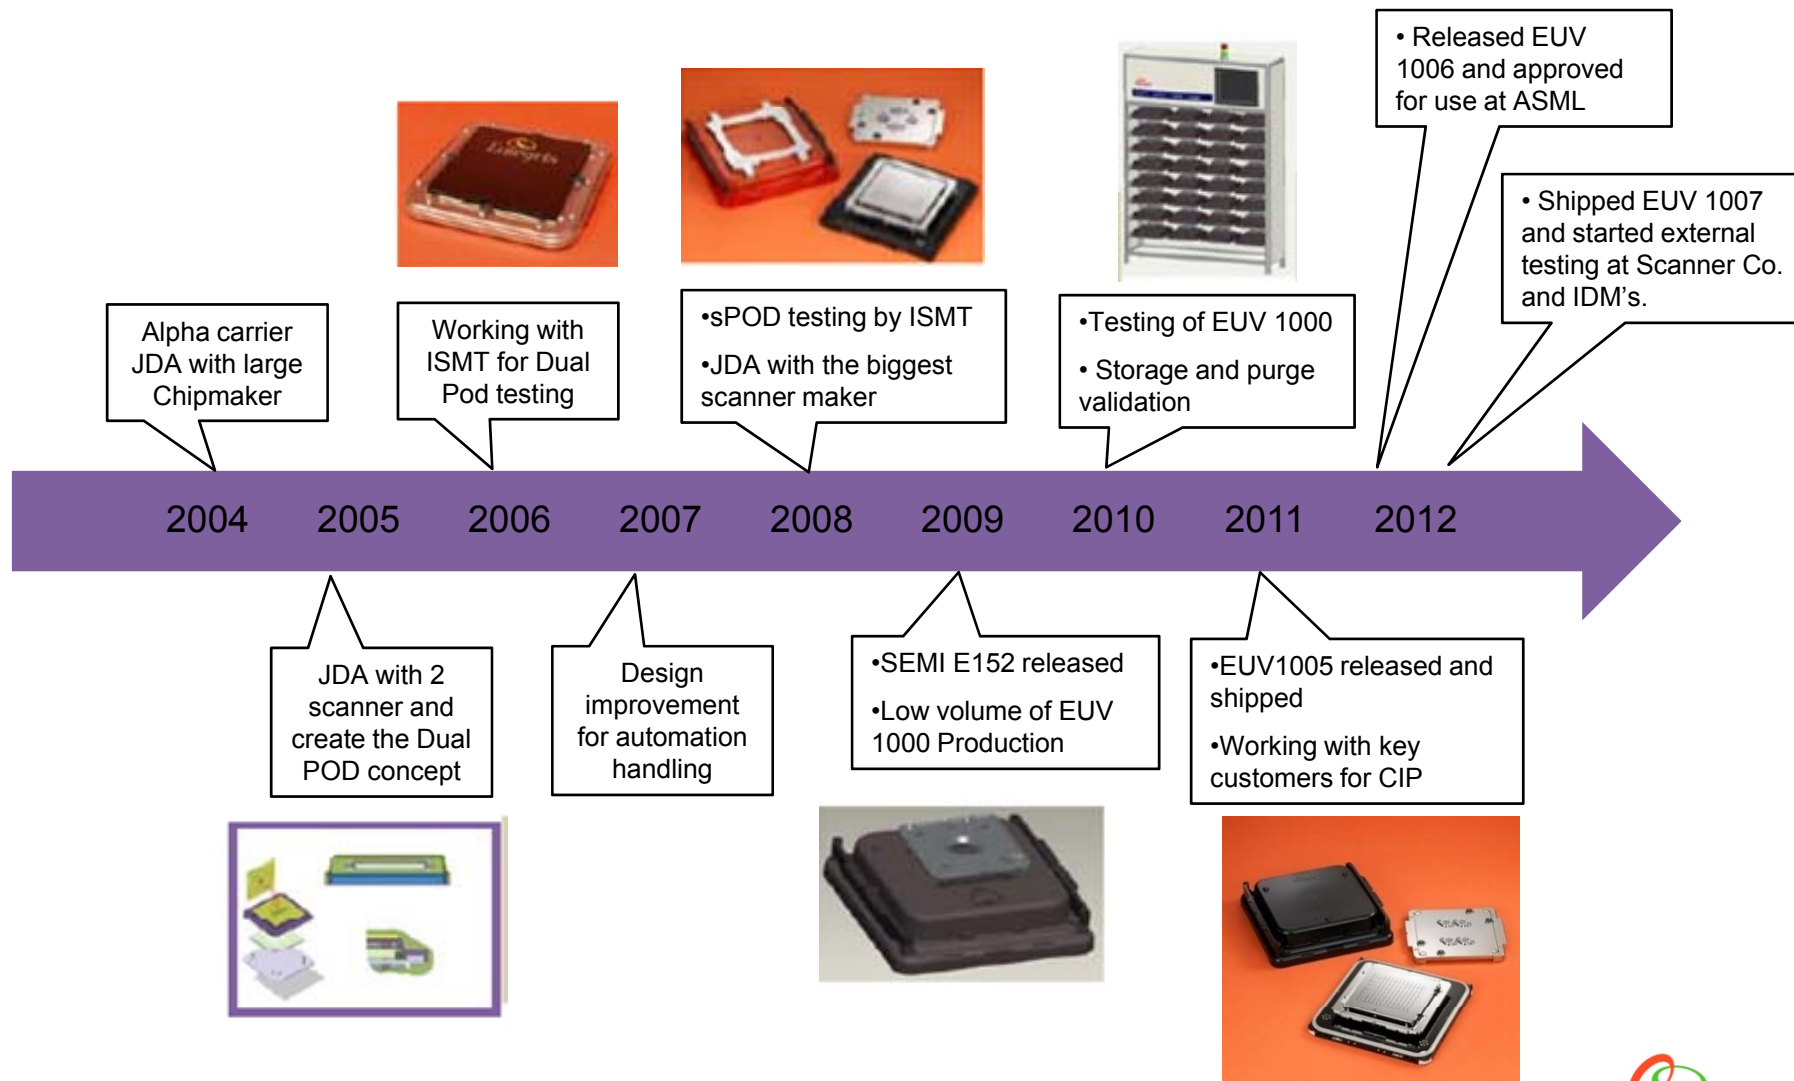 • Released EUV
1006 and approved
for use at ASML
• Shipped EUV 1007
and started external
testing at Scanner Co.
and IDM's.
Entegris
Alpha carrier
JDA with large
Chipmaker
Working with
ISMT for Dual
Pod testing
•sPOD testing by ISMT
•JDA with the biggest
scanner maker
•Testing of EUV 1000
• Storage and purge
validation
2004 2005 2006 2007 2008 2009 2010 2011 2012
JDA with 2
scanner and
create the Dual
POD concept
Design
improvement
for automation
handling
•SEMI E152 released
•Low volume of EUV
1000 Production
•EUV1005 released and
shipped
•Working with key
customers for CIP